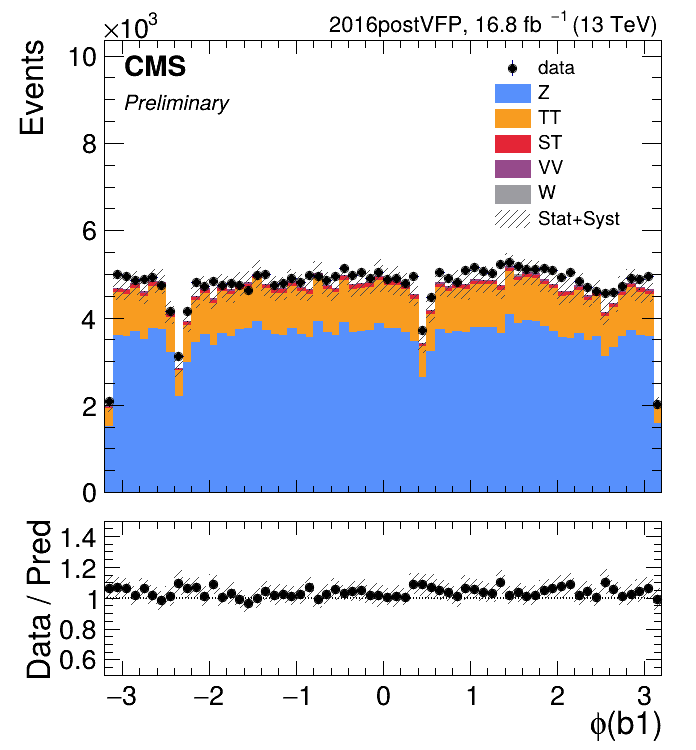 ×10³ 2016postVFP, 16.8 fb ⁻¹ (13 TeV)
Events
CMS
Preliminary
data
Z
TT
ST
VV
W
Stat+Syst
10
8
6
4
2
0
Data / Pred
1.4
1.2
1
0.8
0.6
−3 −2 −1 0 1 2 3
ϕ(b1)